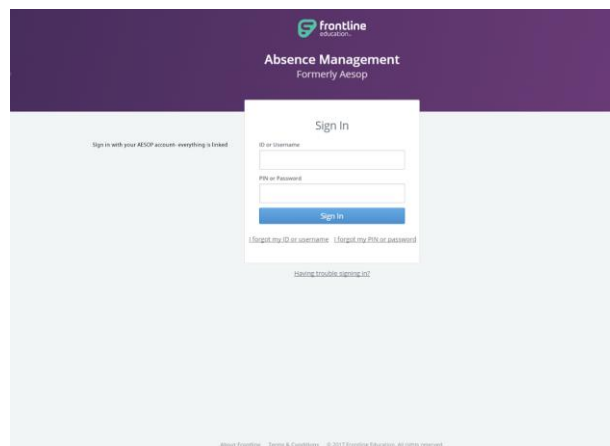 frontline
education.
Absence Management
Formerly Aesop
Sign In
Sign in with your AESOP account- everything is linked
ID or Username
PIN or Password
Sign In
I forgot my ID or username I forgot my PIN or password
Having trouble signing in?
About Frontline Terms & Conditions © 2017 Frontline Education. All rights reserved.